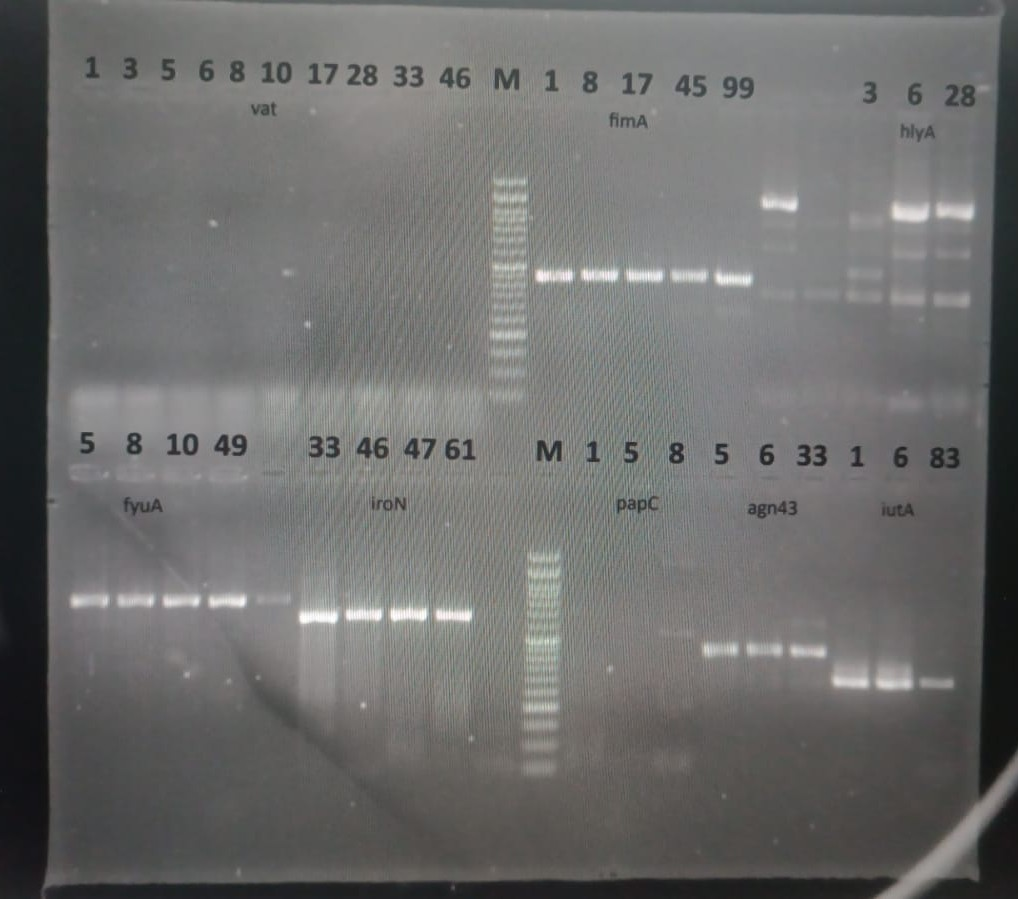 1 3 5 6 8 10 17 28 33 46 M 1 8 17 45 99 3 6 28
vat fimA hlyA
5 8 10 49 33 46 47 61 M 1 5 8 5 6 33 1 6 83
fyuA iroN papC agn43 iutA